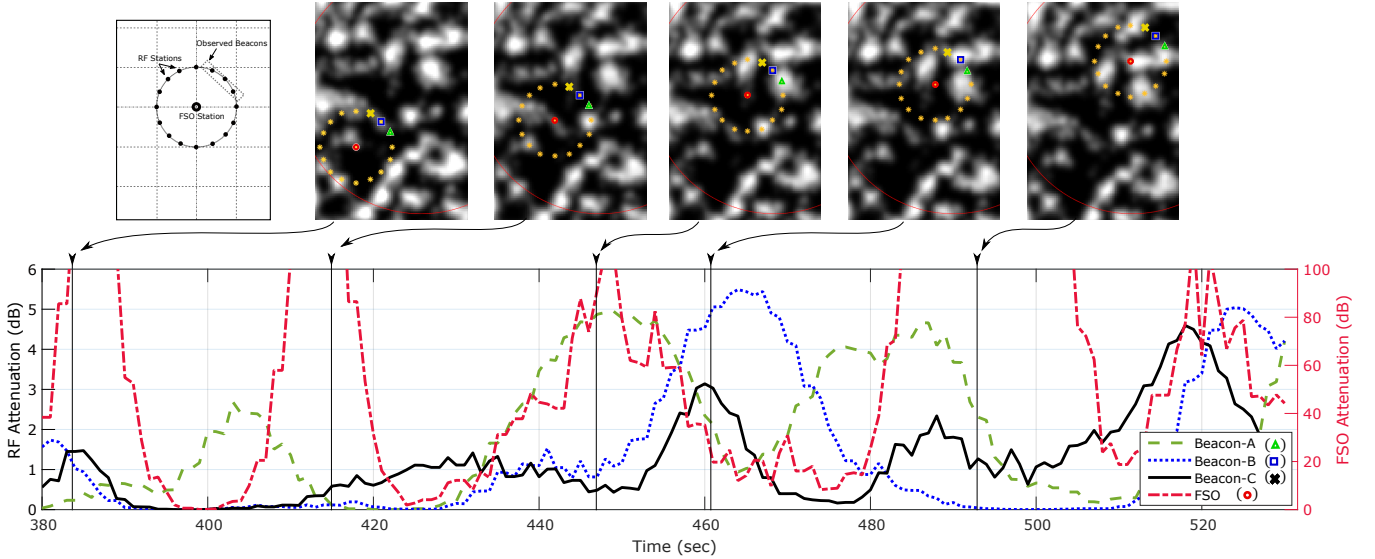 Observed Beacons
RF Stations
FSO Station
6
5
4
3
2
1
0
RF Attenuation (dB)
100
80
60
40
20
0
FSO Attenuation (dB)
380
400
420
440
460
480
500
520
Time (sec)
Beacon-A ( )
Beacon-B ( )
Beacon-C ( )
FSO ( )